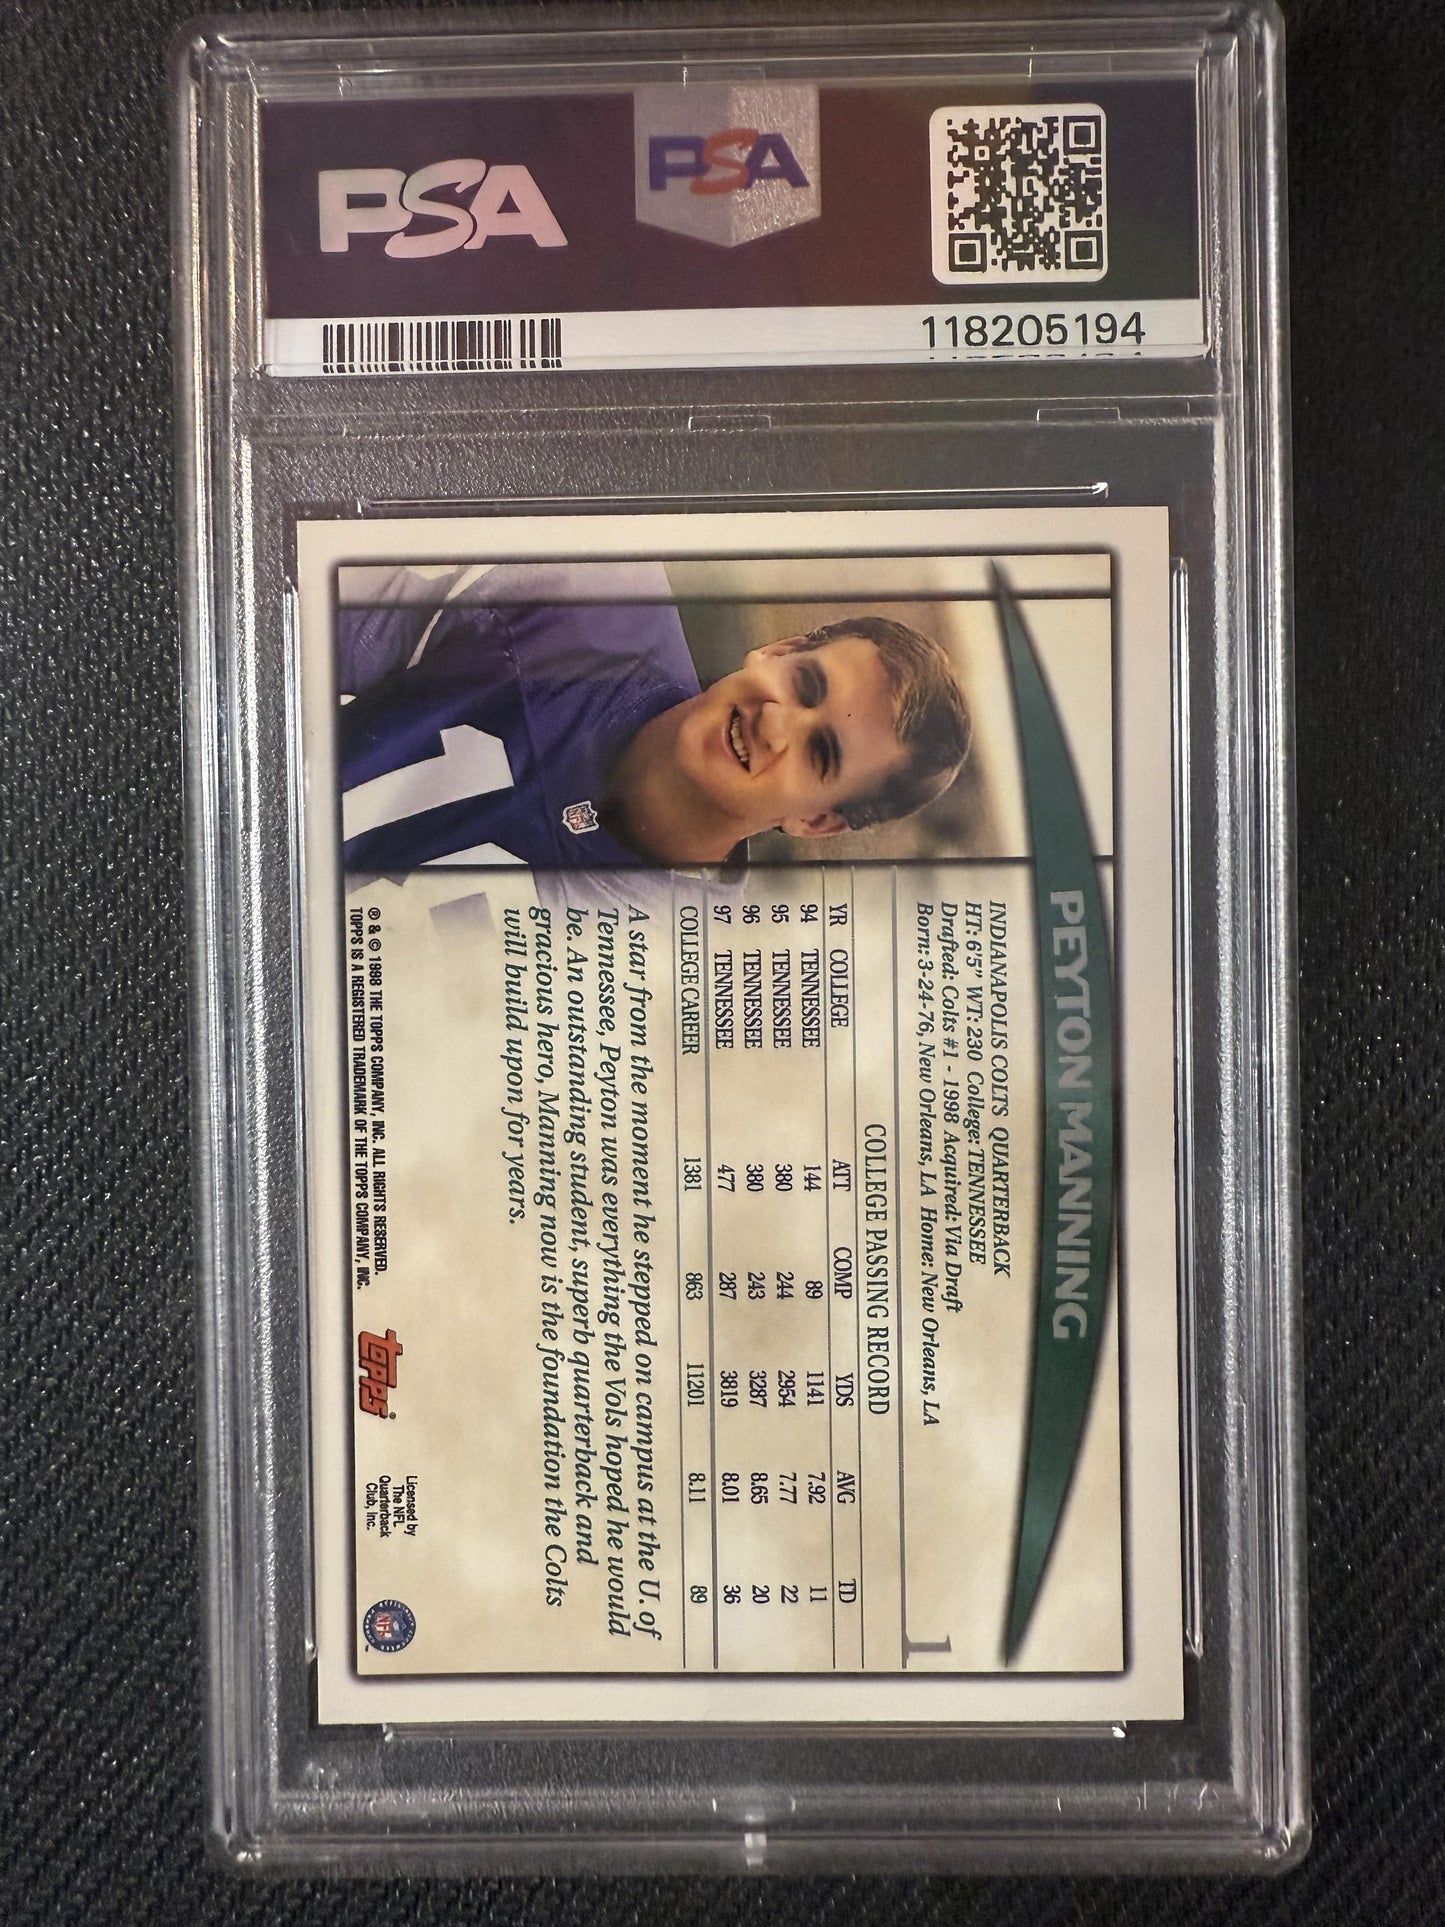 PSA
PSA
118205194
PEYTON MANNING
1
INDIANAPOLIS COLTS QUARTERBACK
HT: 6'5" WT: 230 College: TENNESSEE
Drafted: Colts #1 - 1998 Acquired: Via Draft
Born: 3-24-76, New Orleans, LA Home: New Orleans, LA
COLLEGE PASSING RECORD
YR COLLEGE ATT COMP YDS AVG TD
94 TENNESSEE 144 89 1141 7.92 11
95 TENNESSEE 380 244 2954 7.77 22
96 TENNESSEE 380 243 3287 8.65 20
97 TENNESSEE 477 287 3819 8.01 36
COLLEGE CAREER 1381 863 11201 8.11 89
A star from the moment he stepped on campus at the U. of
Tennessee, Peyton was everything the Vols hoped he would
be. An outstanding student, superb quarterback and
gracious hero, Manning now is the foundation the Colts
will build upon for years.
® & © 1998 THE TOPPS COMPANY, INC. ALL RIGHTS RESERVED.
TOPPS IS A REGISTERED TRADEMARK OF THE TOPPS COMPANY, INC.
Topps®
Licensed by
The NFL
Quarterback
Club, Inc.
NFL
NFL
1